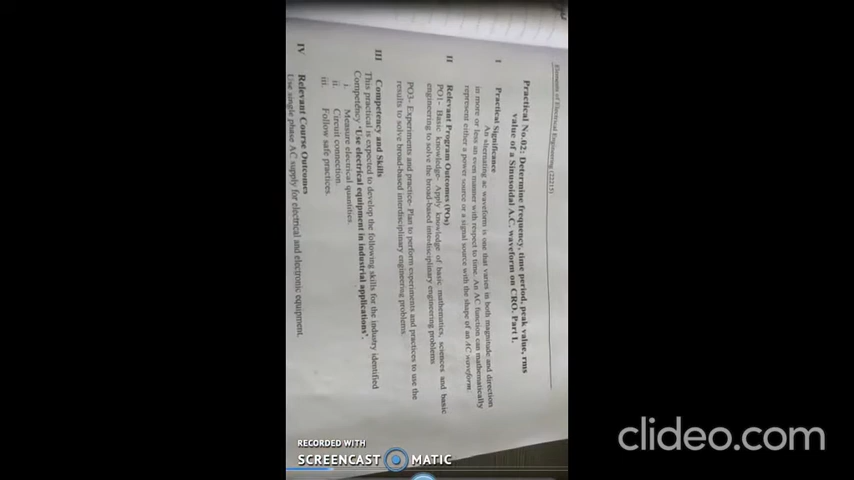 Elements of Electrical Engineering (22215)
Practical No.02: Determine frequency, time period, peak value, rms
value of a Sinusoidal A.C. waveform on CRO. Part I.
I Practical Significance
An alternating ac waveform is one that varies in both magnitude and direction
in more or less an even manner with respect to time. An AC function can mathematically
represent either a power source or a signal source with the shape of an AC waveform.
II Relevant Program Outcomes (POs)
PO1- Basic knowledge- Apply knowledge of basic mathematics, sciences and basic
engineering to solve the broad-based interdisciplinary engineering problems
PO3- Experiments and practice- Plan to perform experiments and practices to use the
results to solve broad-based interdisciplinary engineering problems.
III Competency and Skills
This practical is expected to develop the following skills for the industry identified
Competency 'Use electrical equipment in industrial applications'.
i. Measure electrical quantities.
ii. Circuit connection.
iii. Follow safe practices.
IV Relevant Course Outcomes
Use single phase AC supply for electrical and electronic equipment.
RECORDED WITH
SCREENCAST MATIC
clideo.com